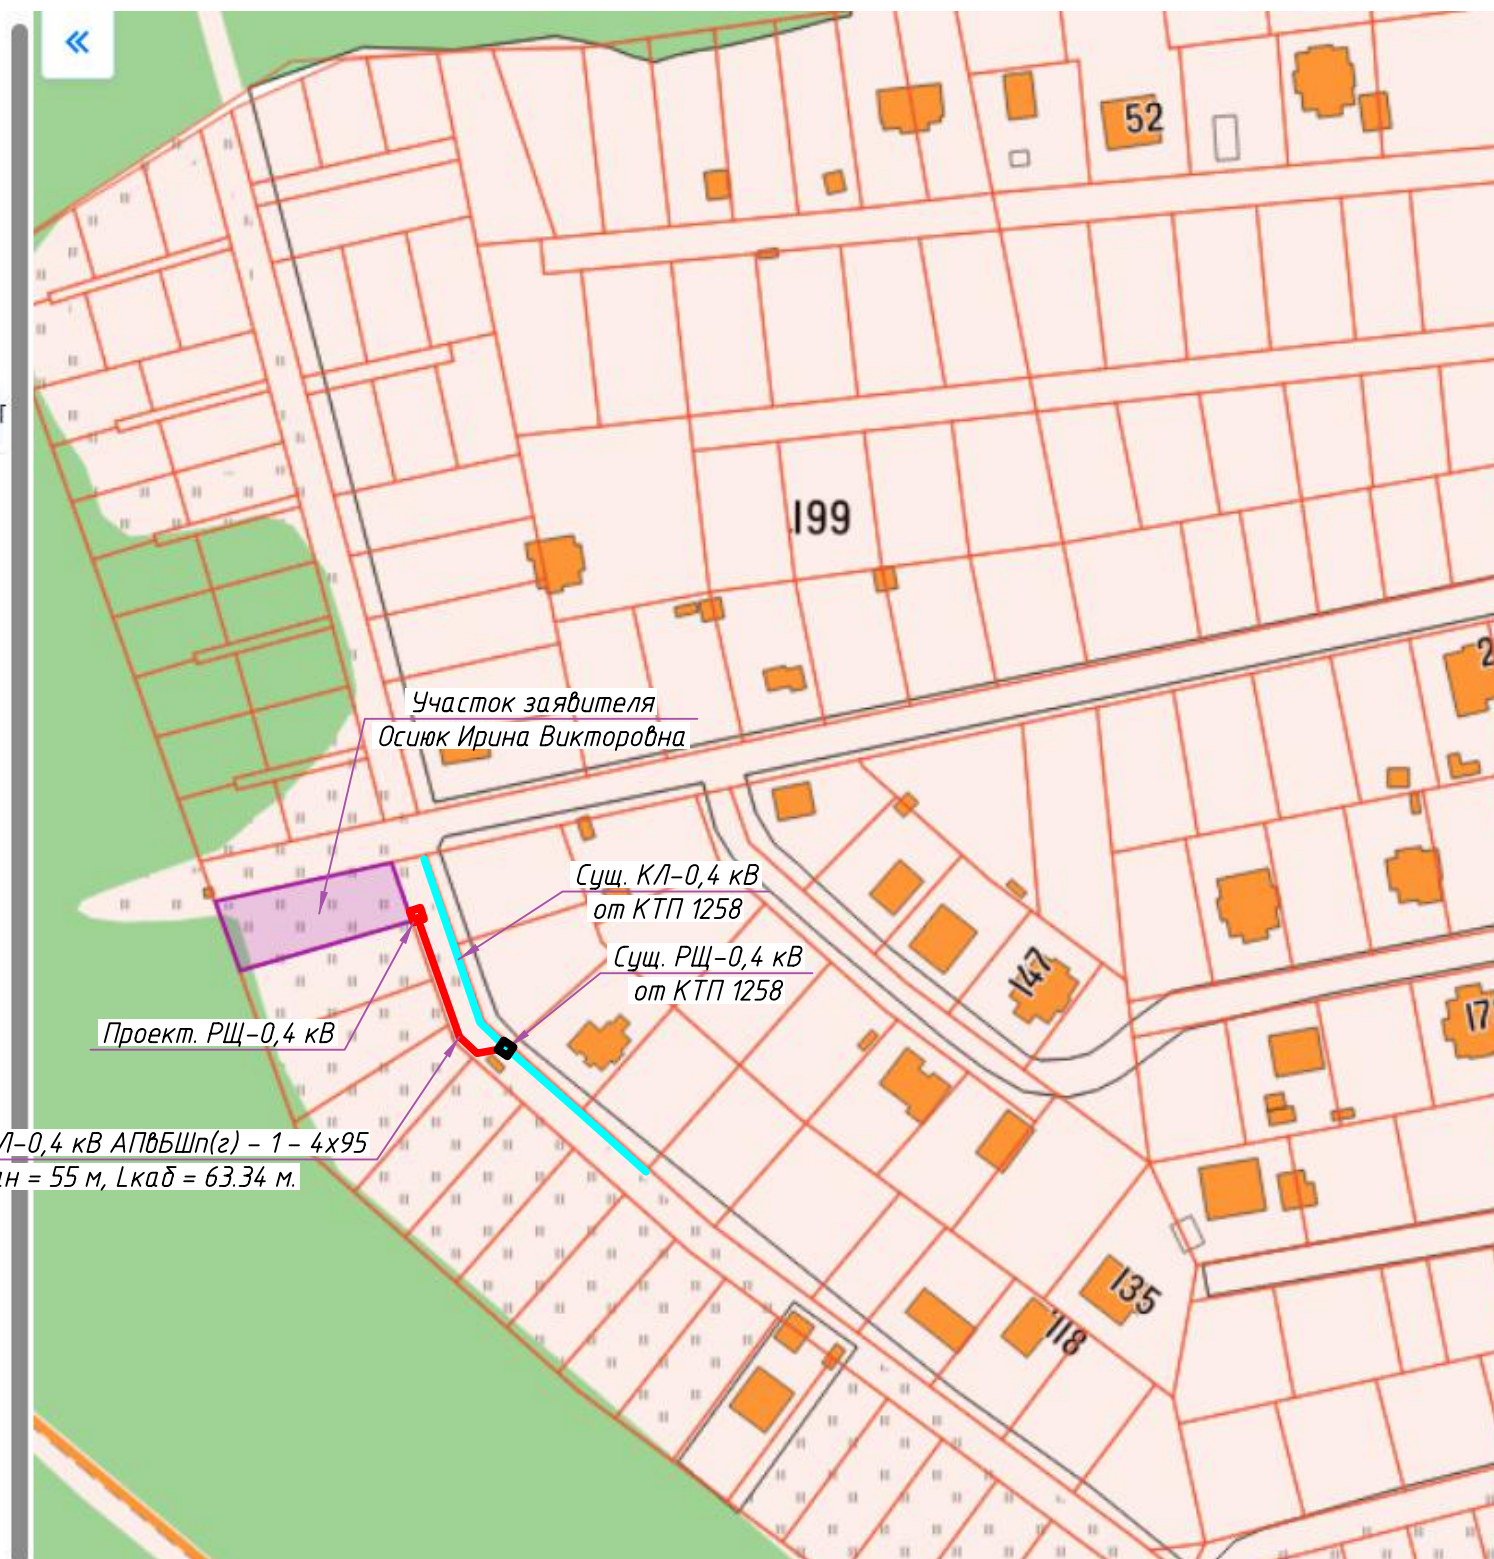 52
199
2
Участок заявителя
Осиюк Ирина Викторовна
Сущ. КЛ-0,4 кВ
от КТП 1258
Сущ. РЩ-0,4 кВ
от КТП 1258
147
17
Проект. РЩ-0,4 кВ
Л-0,4 кВ АПвБШп(г) - 1 - 4х95
н = 55 м, Lкаб = 63.34 м.
135
118